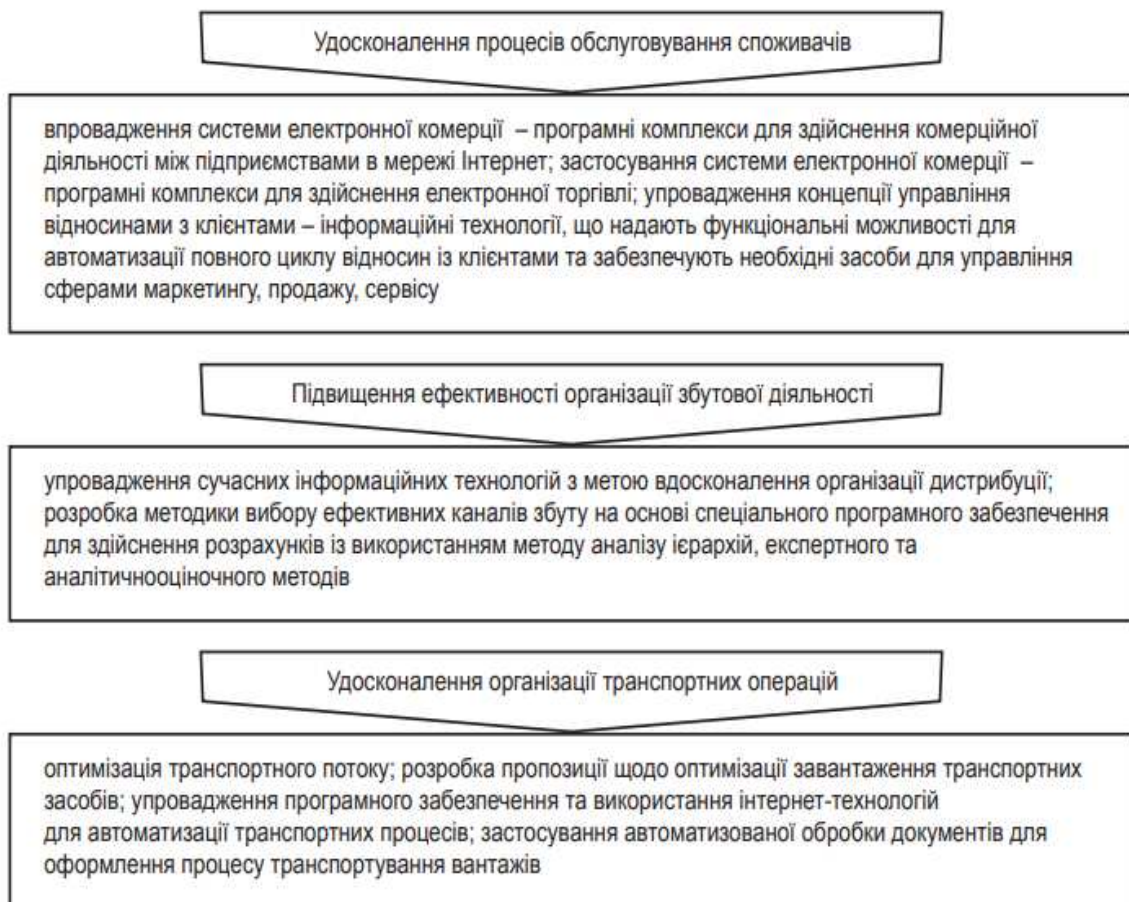 Удосконалення процесів обслуговування споживачів
впровадження системи електронної комерції – програмні комплекси для здійснення комерційної
діяльності між підприємствами в мережі Інтернет; застосування системи електронної комерції –
програмні комплекси для здійснення електронної торгівлі; упровадження концепції управління
відносинами з клієнтами – інформаційні технології, що надають функціональні можливості для
автоматизації повного циклу відносин із клієнтами та забезпечують необхідні засоби для управління
сферами маркетингу, продажу, сервісу
Підвищення ефективності організації збутової діяльності
упровадження сучасних інформаційних технологій з метою вдосконалення організації дистрибуції;
розробка методики вибору ефективних каналів збуту на основі спеціального програмного забезпечення
для здійснення розрахунків із використанням методу аналізу ієрархій, експертного та
аналітичнооціночного методів
Удосконалення організації транспортних операцій
оптимізація транспортного потоку; розробка пропозиції щодо оптимізації завантаження транспортних
засобів; упровадження програмного забезпечення та використання інтернет-технологій
для автоматизації транспортних процесів; застосування автоматизованої обробки документів для
оформлення процесу транспортування вантажів